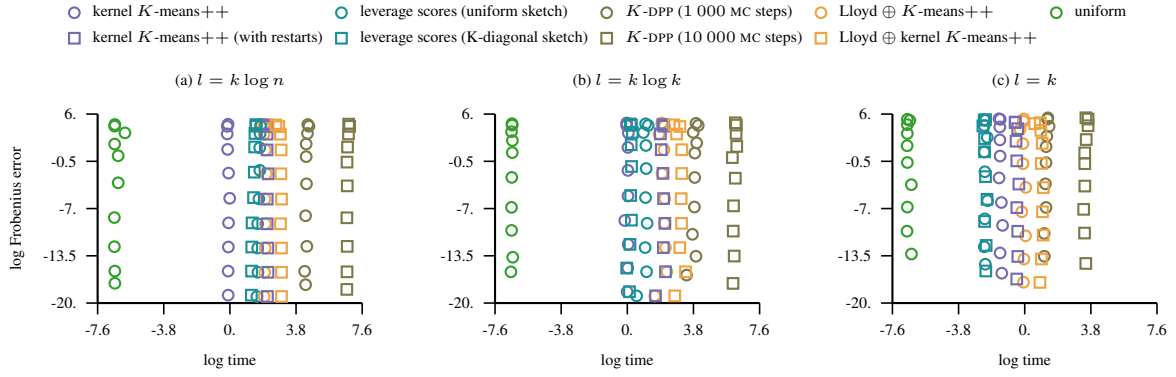 kernel K-means++ leverage scores (uniform sketch) K-DPP (1 000 MC steps) Lloyd ⊕ K-means++ uniform
kernel K-means++ (with restarts) leverage scores (K-diagonal sketch) K-DPP (10 000 MC steps) Lloyd ⊕ kernel K-means++
(a) l = k log n (b) l = k log k (c) l = k
6. 6. 6.
-0.5 -0.5 -0.5
-7. -7. -7.
-13.5 -13.5 -13.5
-20. -20. -20.
-7.6 -3.8 0. 3.8 7.6 -7.6 -3.8 0. 3.8 7.6 -7.6 -3.8 0. 3.8 7.6
log time log time log time
log Frobenius error